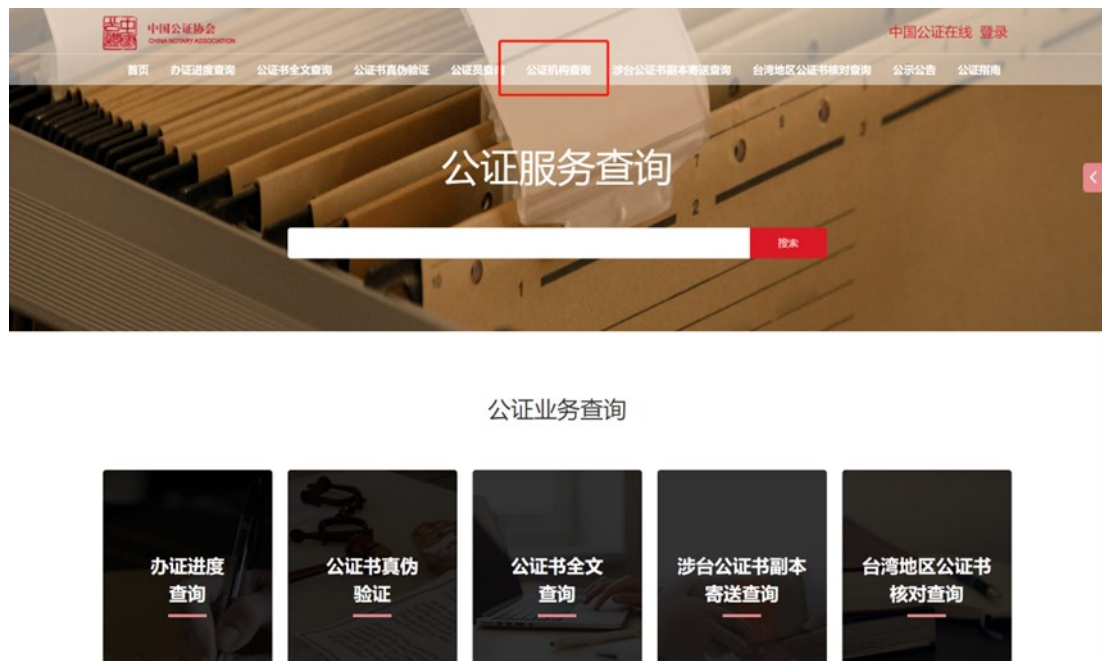 中国公证协会
CHINA NOTARY ASSOCIATION
中国公证在线 登录
首页 办证进度查询 公证书全文查询 公证书真伪验证 公证员查询 公证机构查询 涉台公证书副本寄送查询 台湾地区公证书核对查询 公示公告 公证指南
公证服务查询
搜索
公证业务查询
办证进度
查询
公证书真伪
验证
公证书全文
查询
涉台公证书副本
寄送查询
台湾地区公证书
核对查询